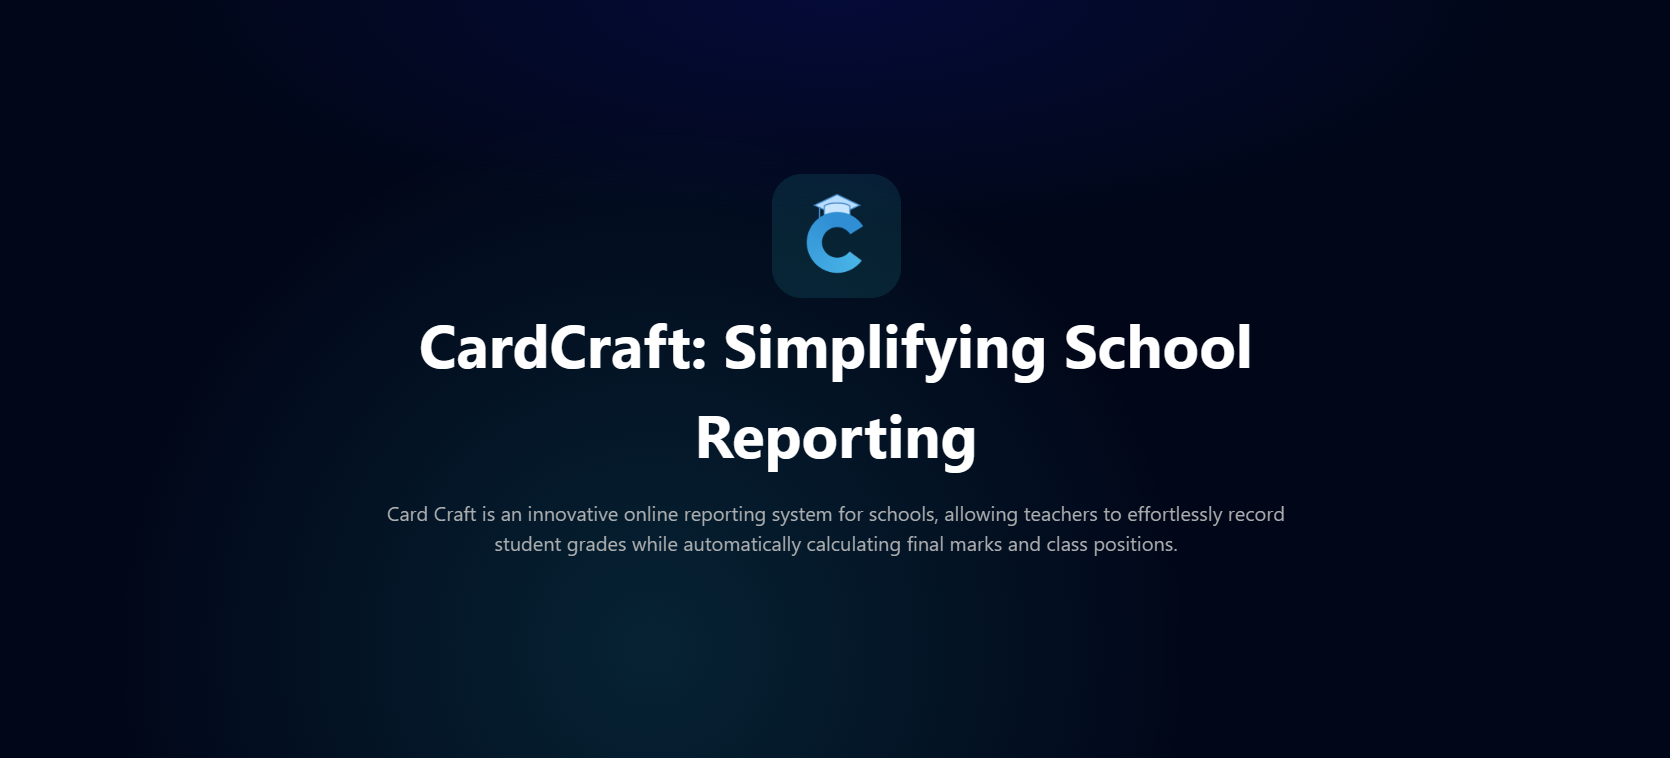 CardCraft: Simplifying School
Reporting
Card Craft is an innovative online reporting system for schools, allowing teachers to effortlessly record
student grades while automatically calculating final marks and class positions.